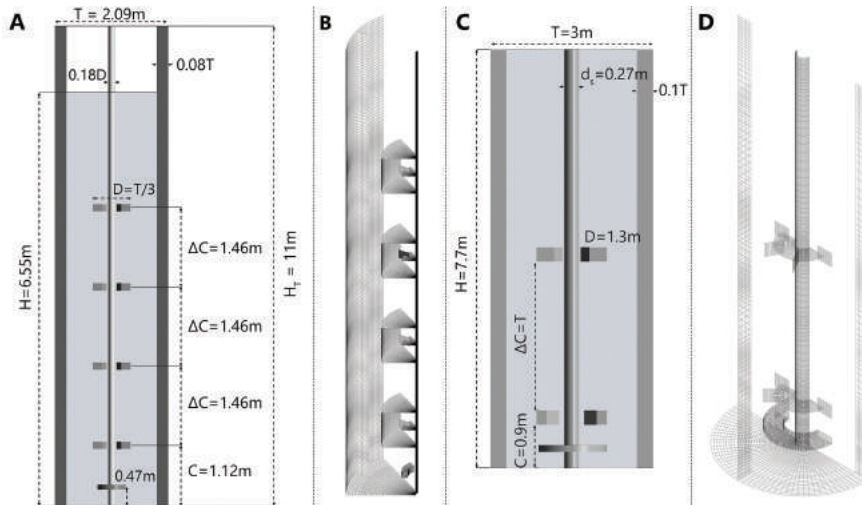 A
T = 2.09m
0.18D
0.08T
D=T/3
ΔC=1.46m
ΔC=1.46m
ΔC=1.46m
C=1.12m
0.47m
H=6.55m
H_T = 11m
B
C
T=3m
d_s=0.27m
0.1T
D=1.3m
H=7.7m
ΔC=T
C=0.9m
D